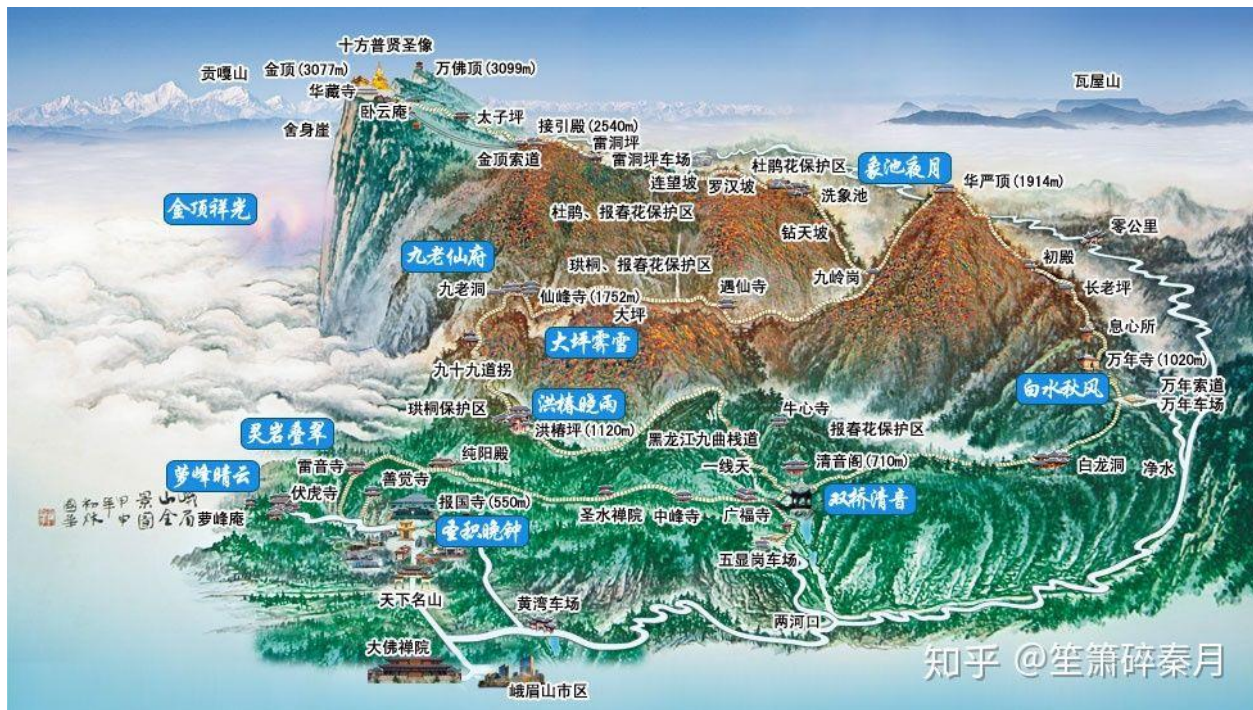 十方普贤圣像
贡嘎山
金顶(3077m)
万佛顶(3099m)
瓦屋山
华藏寺
卧云庵
太子坪
舍身崖
接引殿(2540m)
雷洞坪
金顶索道
雷洞坪车场
杜鹃花保护区
象池夜月
连望坡
罗汉坡
洗象池
华严顶(1914m)
金顶祥光
杜鹃、报春花保护区
钻天坡
零公里
九老仙府
珙桐、报春花保护区
九岭岗
初殿
九老洞
仙峰寺(1752m)
遇仙寺
长老坪
大坪
息心所
大坪霁雪
九十九道拐
万年寺(1020m)
白水秋风
万年索道
万年车场
珙桐保护区
洪椿晓雨
牛心寺
洪椿坪(1120m)
报春花保护区
灵岩叠翠
黑龙江九曲栈道
纯阳殿
一线天
清音阁(710m)
白龙洞
净水
雷音寺
萝峰晴云
善觉寺
双桥清音
伏虎寺
报国寺(550m)
圣水禅院
中峰寺
广福寺
萝峰庵
圣积晚钟
峨眉
山全
景图
甲申
年初
秋
五显岗车场
天下名山
黄湾车场
两河口
大佛禅院
峨眉山市区
知乎 @笙箫碎秦月